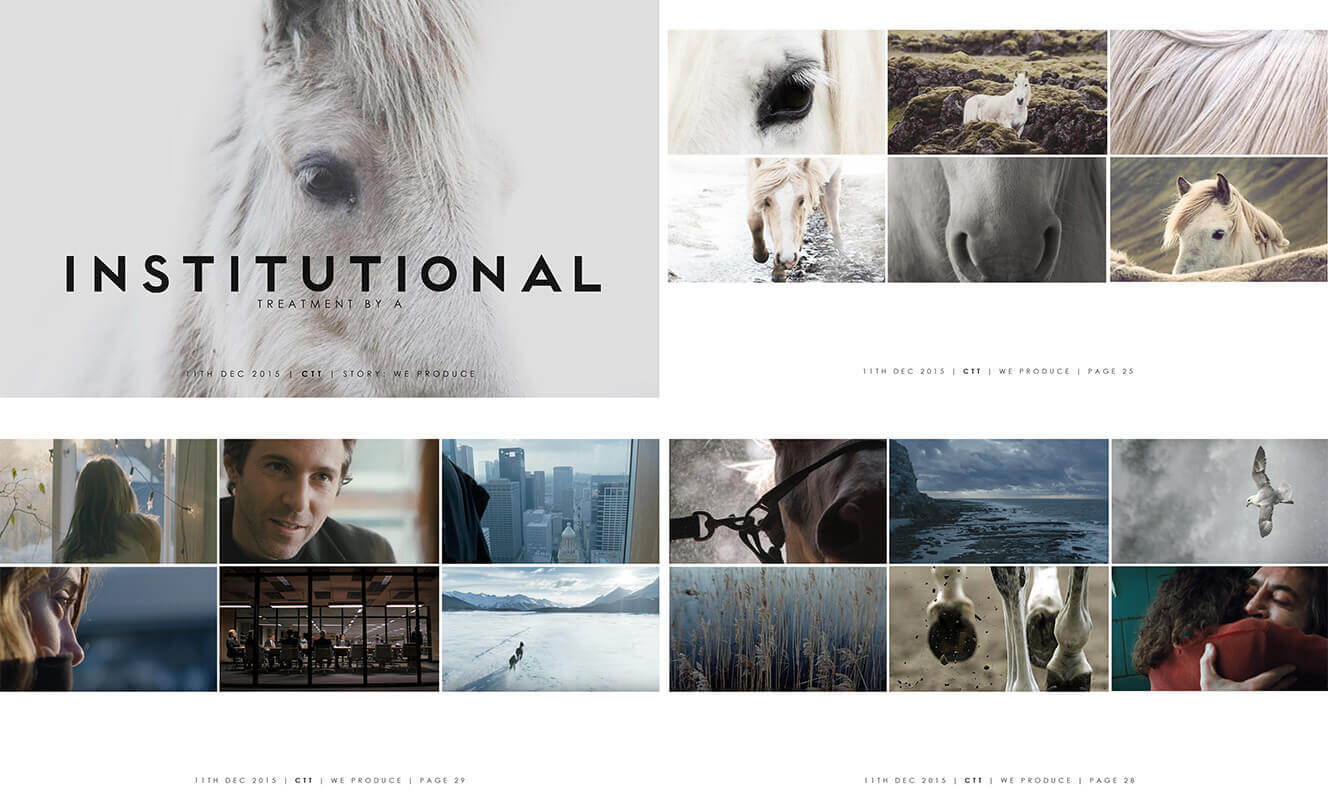 INSTITUTIONAL
TREATMENT BY A
11TH DEC 2015 | CTT | STORY: WE PRODUCE
11TH DEC 2015 | CTT | WE PRODUCE | PAGE 25
11TH DEC 2015 | CTT | WE PRODUCE | PAGE 29
11TH DEC 2015 | CTT | WE PRODUCE | PAGE 28